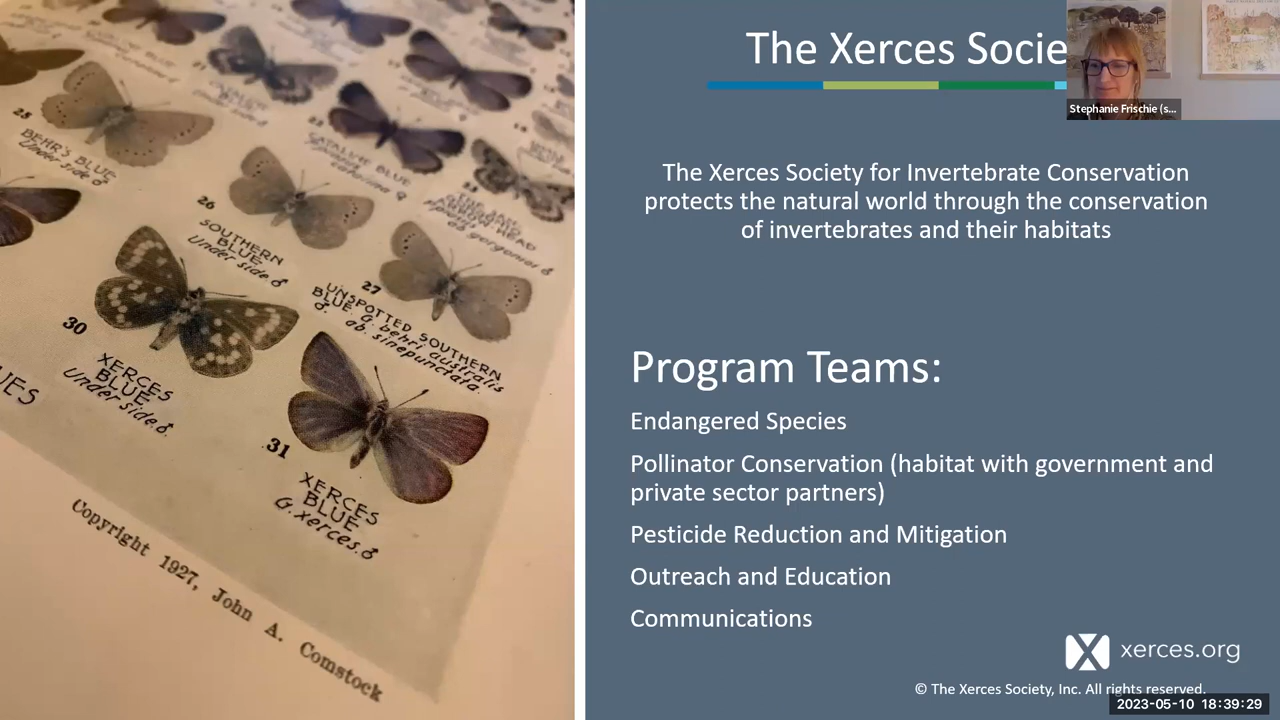 25
BEHR'S BLUE
Under side ♂
CATALINE BLUE
26
SOUTHERN
BLUE
Under side ♂
27
UNSPOTTED SOUTHERN
BLUE. G. behri australis
♂. ab. sinepunctata.
30
XERCES
BLUE
Under side ♂.
31
XERCES
BLUE
G. xerces. ♂
UES
Copyright 1927, John A. Comstock
The Xerces Socie
Stephanie Frischie (s...
The Xerces Society for Invertebrate Conservation
protects the natural world through the conservation
of invertebrates and their habitats
Program Teams:
Endangered Species
Pollinator Conservation (habitat with government and
private sector partners)
Pesticide Reduction and Mitigation
Outreach and Education
Communications
xerces.org
© The Xerces Society, Inc. All rights reserved.
2023-05-10 18:39:29